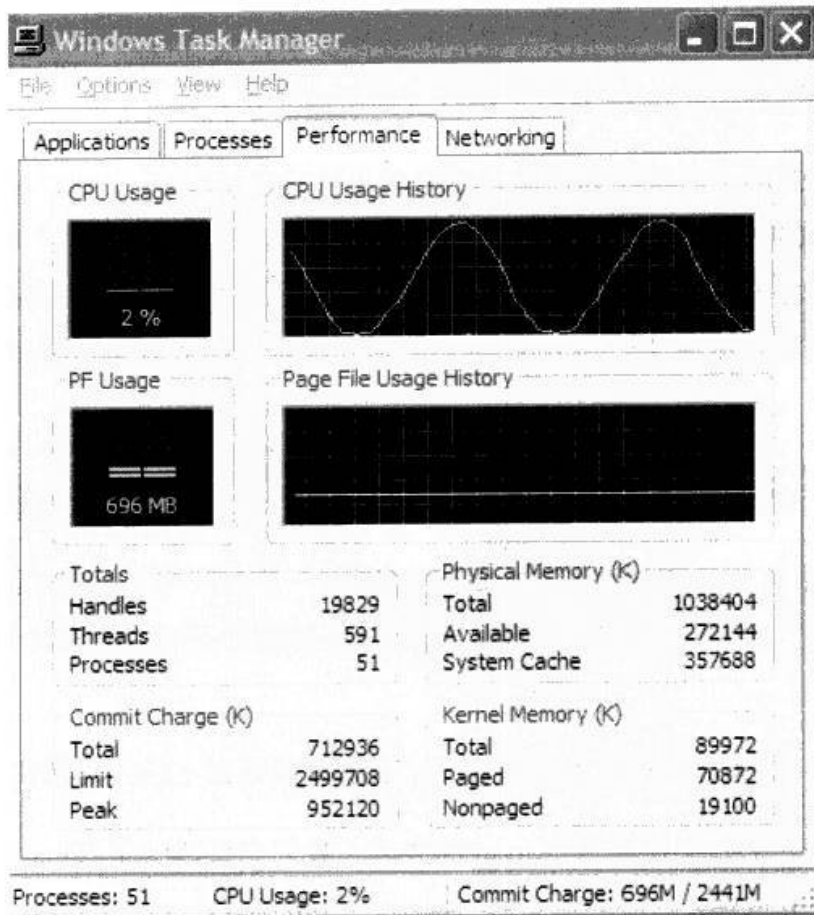 Windows Task Manager
File Options View Help
Applications Processes Performance Networking
CPU Usage CPU Usage History
2 %
PF Usage Page File Usage History
696 MB
Totals Physical Memory (K)
Handles 19829 Total 1038404
Threads 591 Available 272144
Processes 51 System Cache 357688
Commit Charge (K) Kernel Memory (K)
Total 712936 Total 89972
Limit 2499708 Paged 70872
Peak 952120 Nonpaged 19100
Processes: 51 CPU Usage: 2% Commit Charge: 696M / 2441M